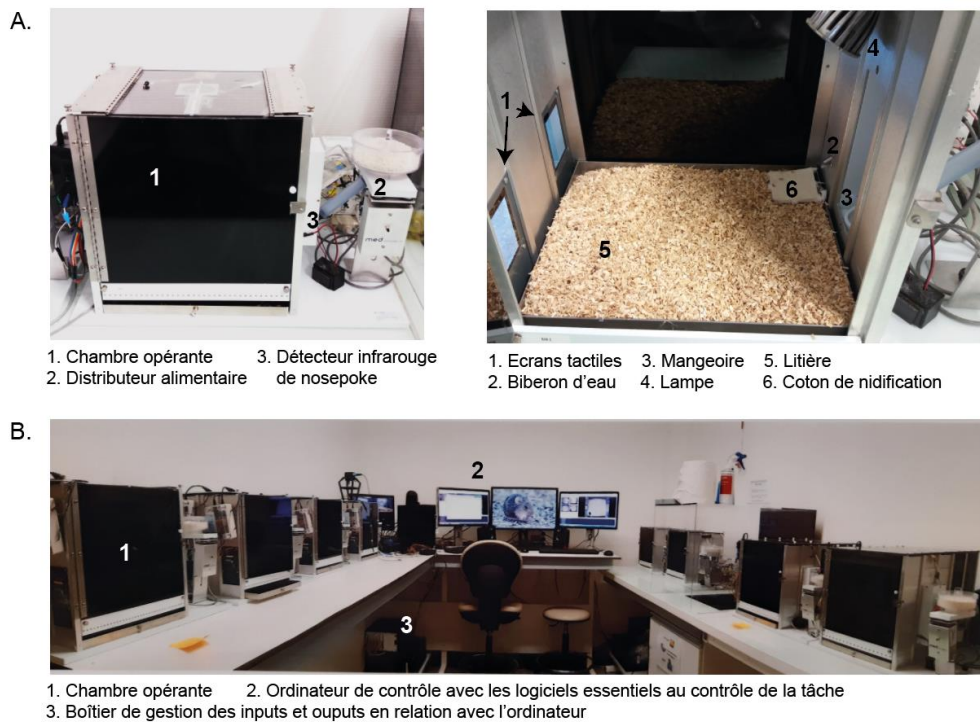 A.
1
2
3
med
1. Chambre opérante 3. Détecteur infrarouge
2. Distributeur alimentaire de nosepoke
1
2
3
4
5
6
1. Ecrans tactiles 3. Mangeoire 5. Litière
2. Biberon d'eau 4. Lampe 6. Coton de nidification
B.
1
2
3
1. Chambre opérante 2. Ordinateur de contrôle avec les logiciels essentiels au contrôle de la tâche
3. Boîtier de gestion des inputs et ouputs en relation avec l'ordinateur